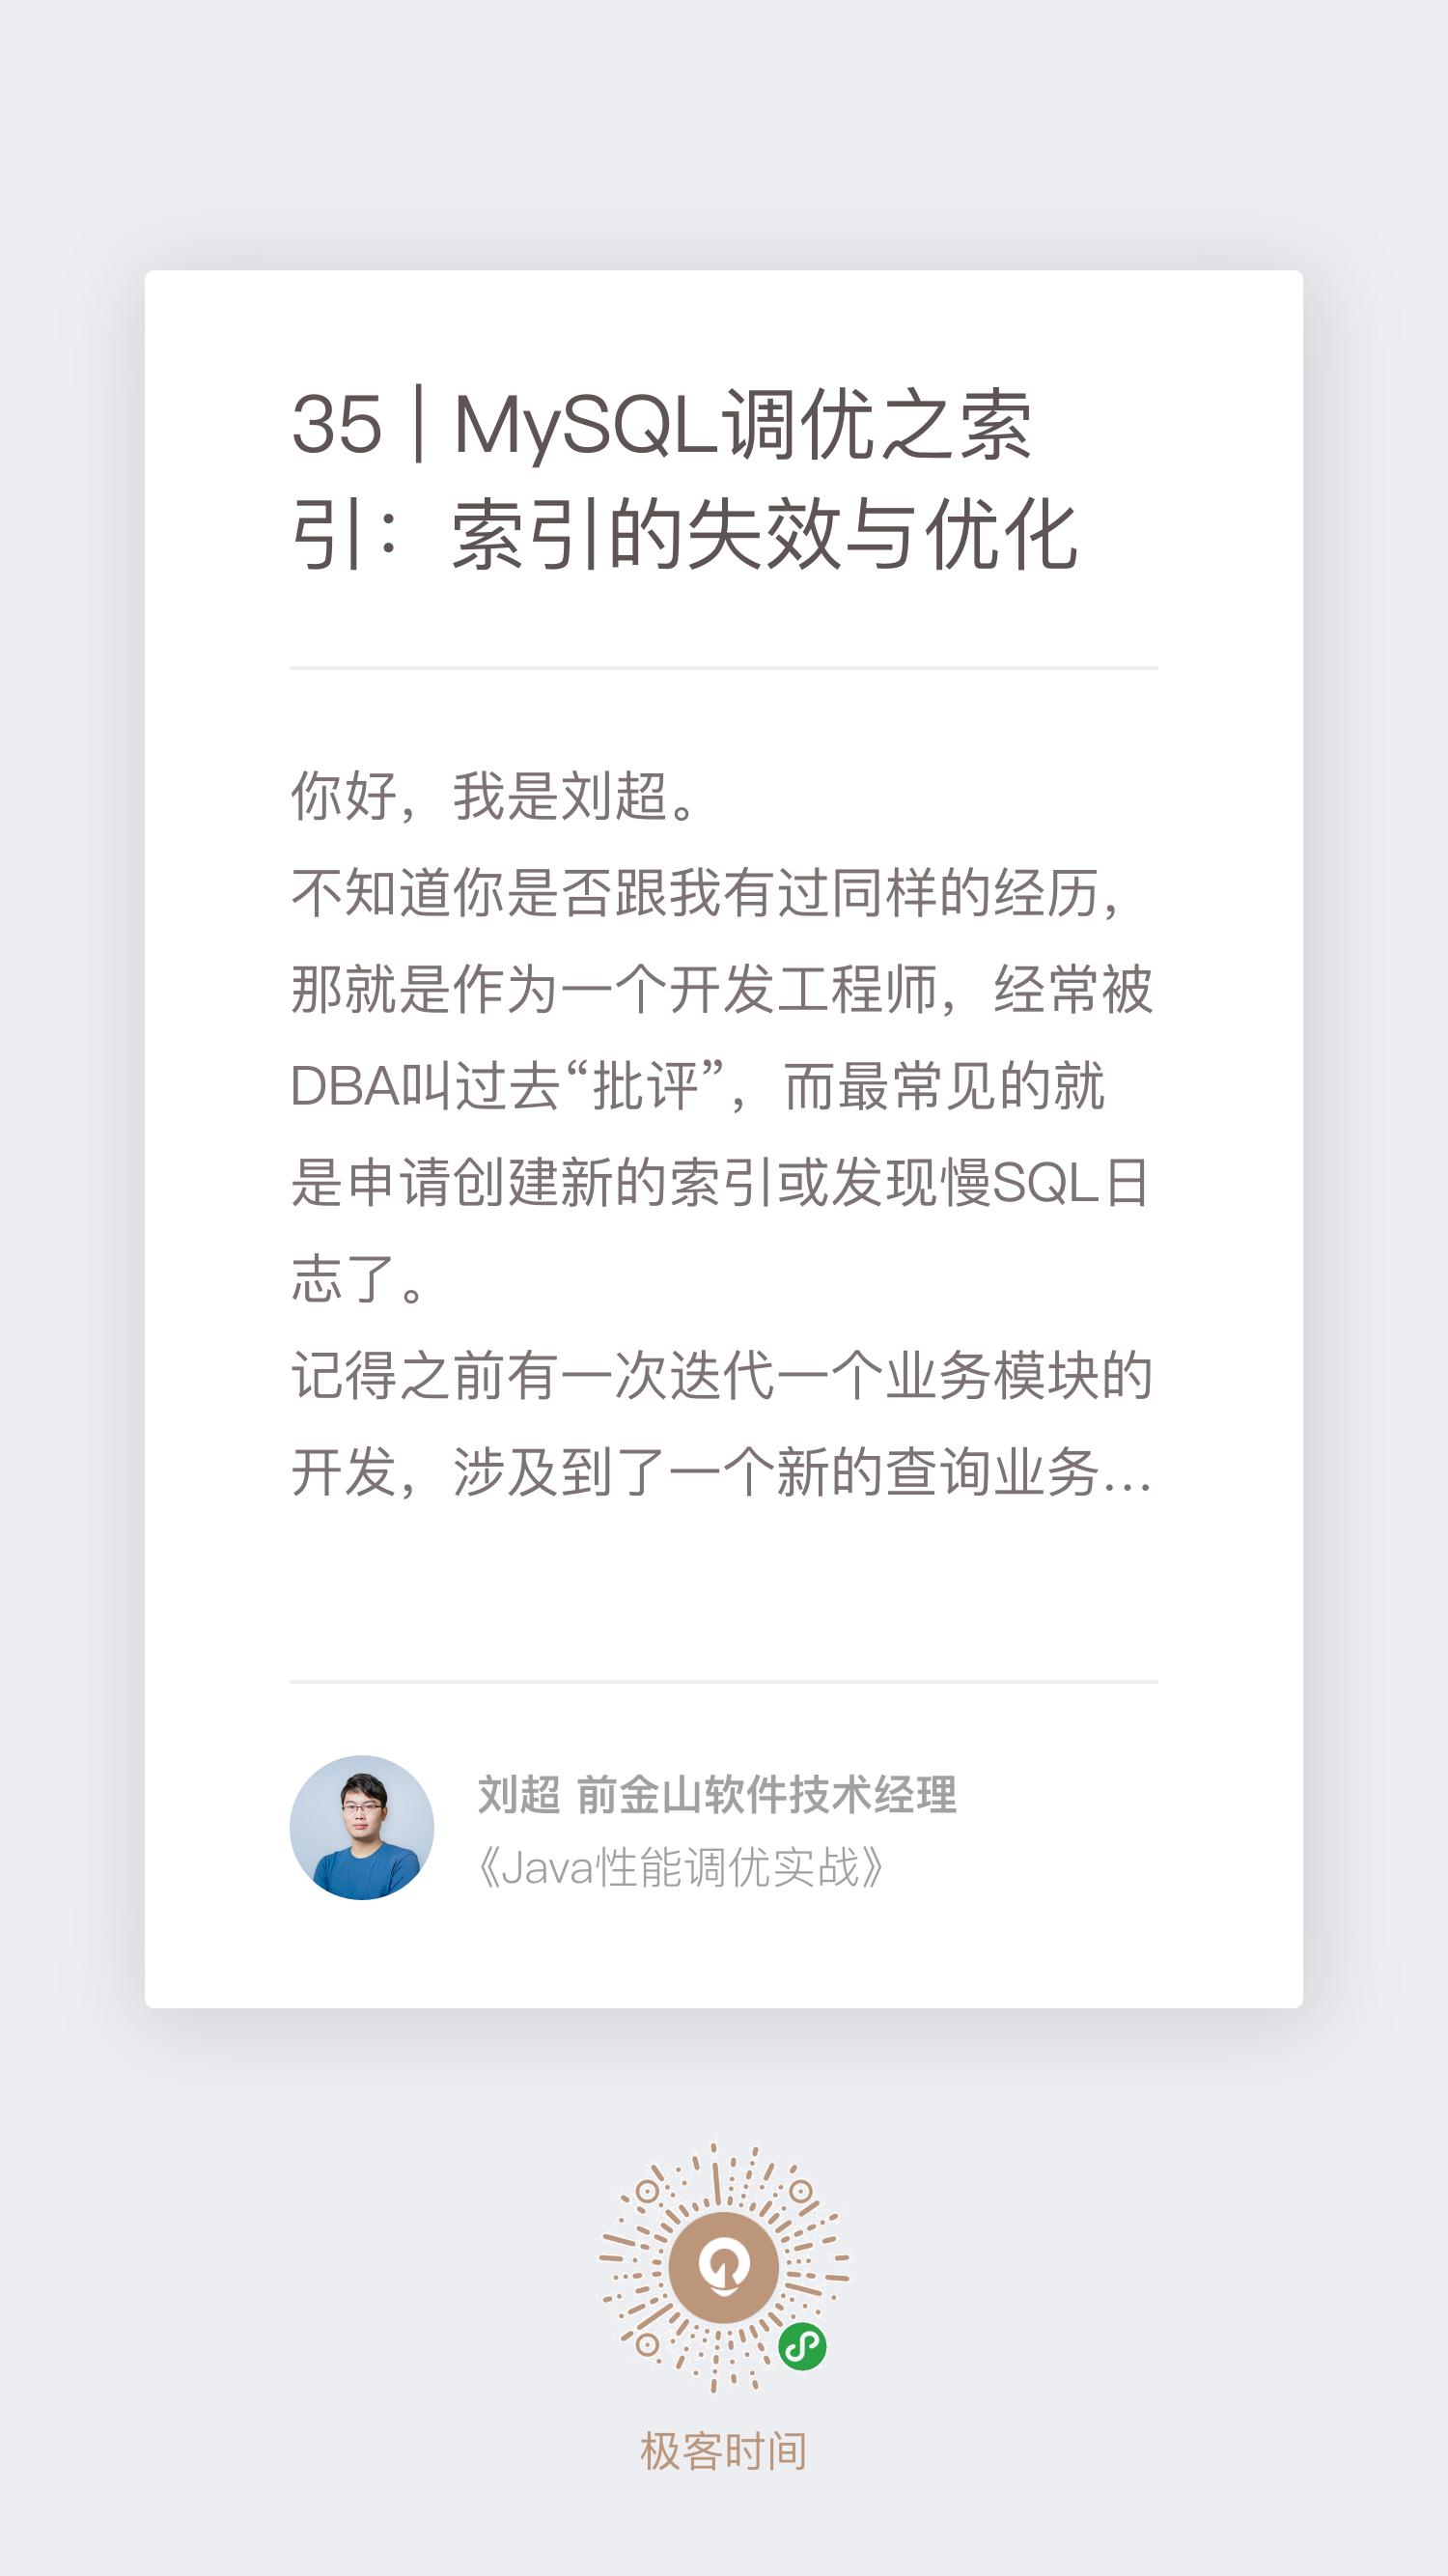 35 | MySQL调优之索
引：索引的失效与优化
你好，我是刘超。
不知道你是否跟我有过同样的经历，
那就是作为一个开发工程师，经常被
DBA叫过去“批评”，而最常见的就
是申请创建新的索引或发现慢SQL日
志了。
记得之前有一次迭代一个业务模块的
开发，涉及到了一个新的查询业务...
刘超 前金山软件技术经理
《Java性能调优实战》
极客时间